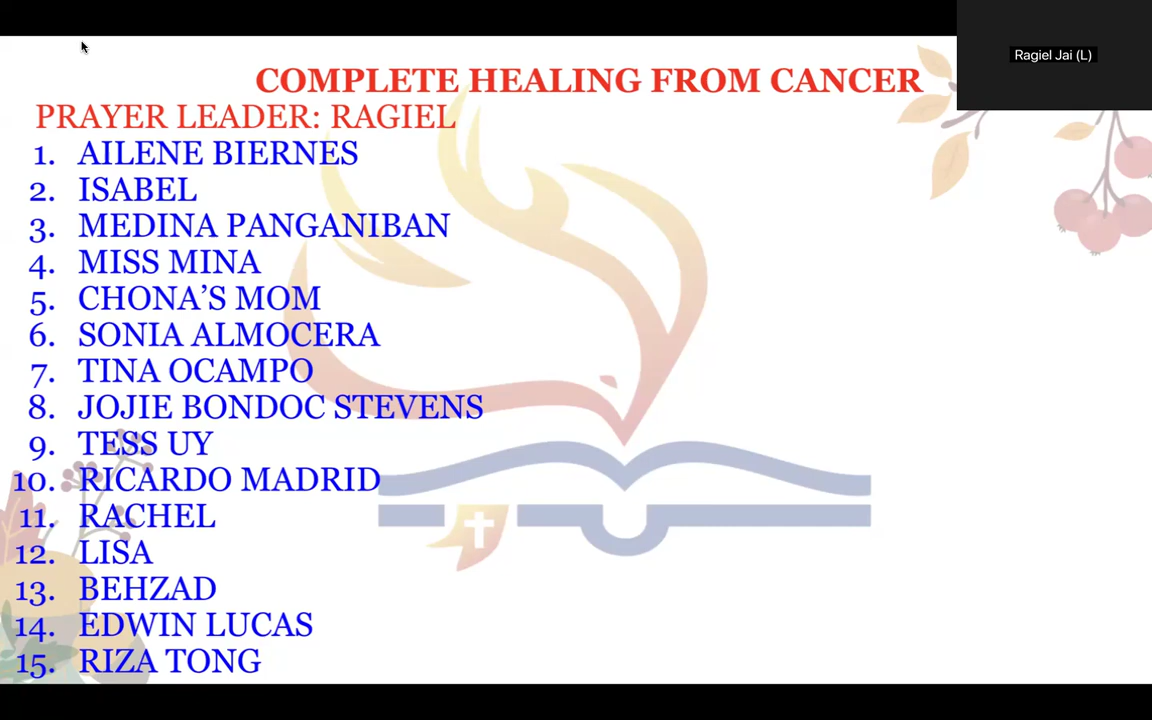 Ragiel Jai (L)
COMPLETE HEALING FROM CANCER
PRAYER LEADER: RAGIEL
1. AILENE BIERNES
2. ISABEL
3. MEDINA PANGANIBAN
4. MISS MINA
5. CHONA’S MOM
6. SONIA ALMOCERA
7. TINA OCAMPO
8. JOJIE BONDOC STEVENS
9. TESS UY
10. RICARDO MADRID
11. RACHEL
12. LISA
13. BEHZAD
14. EDWIN LUCAS
15. RIZA TONG